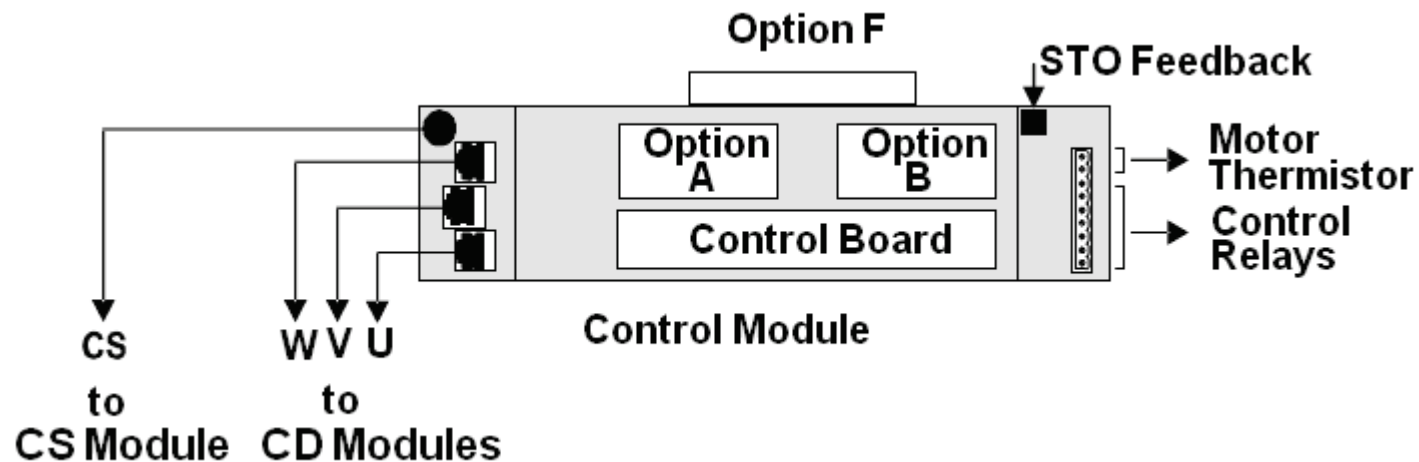 Option F
STO Feedback
Option
A
Option
B
Motor
Thermistor
Control Board
Control
Relays
CS
W V U
Control Module
to
CS Module
to
CD Modules